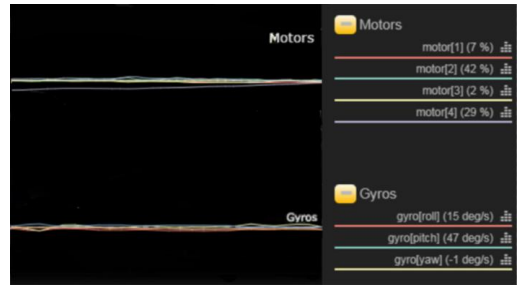 Motors
Motors
motor[1] (7 %)
motor[2] (42 %)
motor[3] (2 %)
motor[4] (29 %)
Gyros
Gyros
gyro[roll] (15 deg/s)
gyro[pitch] (47 deg/s)
gyro[yaw] (-1 deg/s)